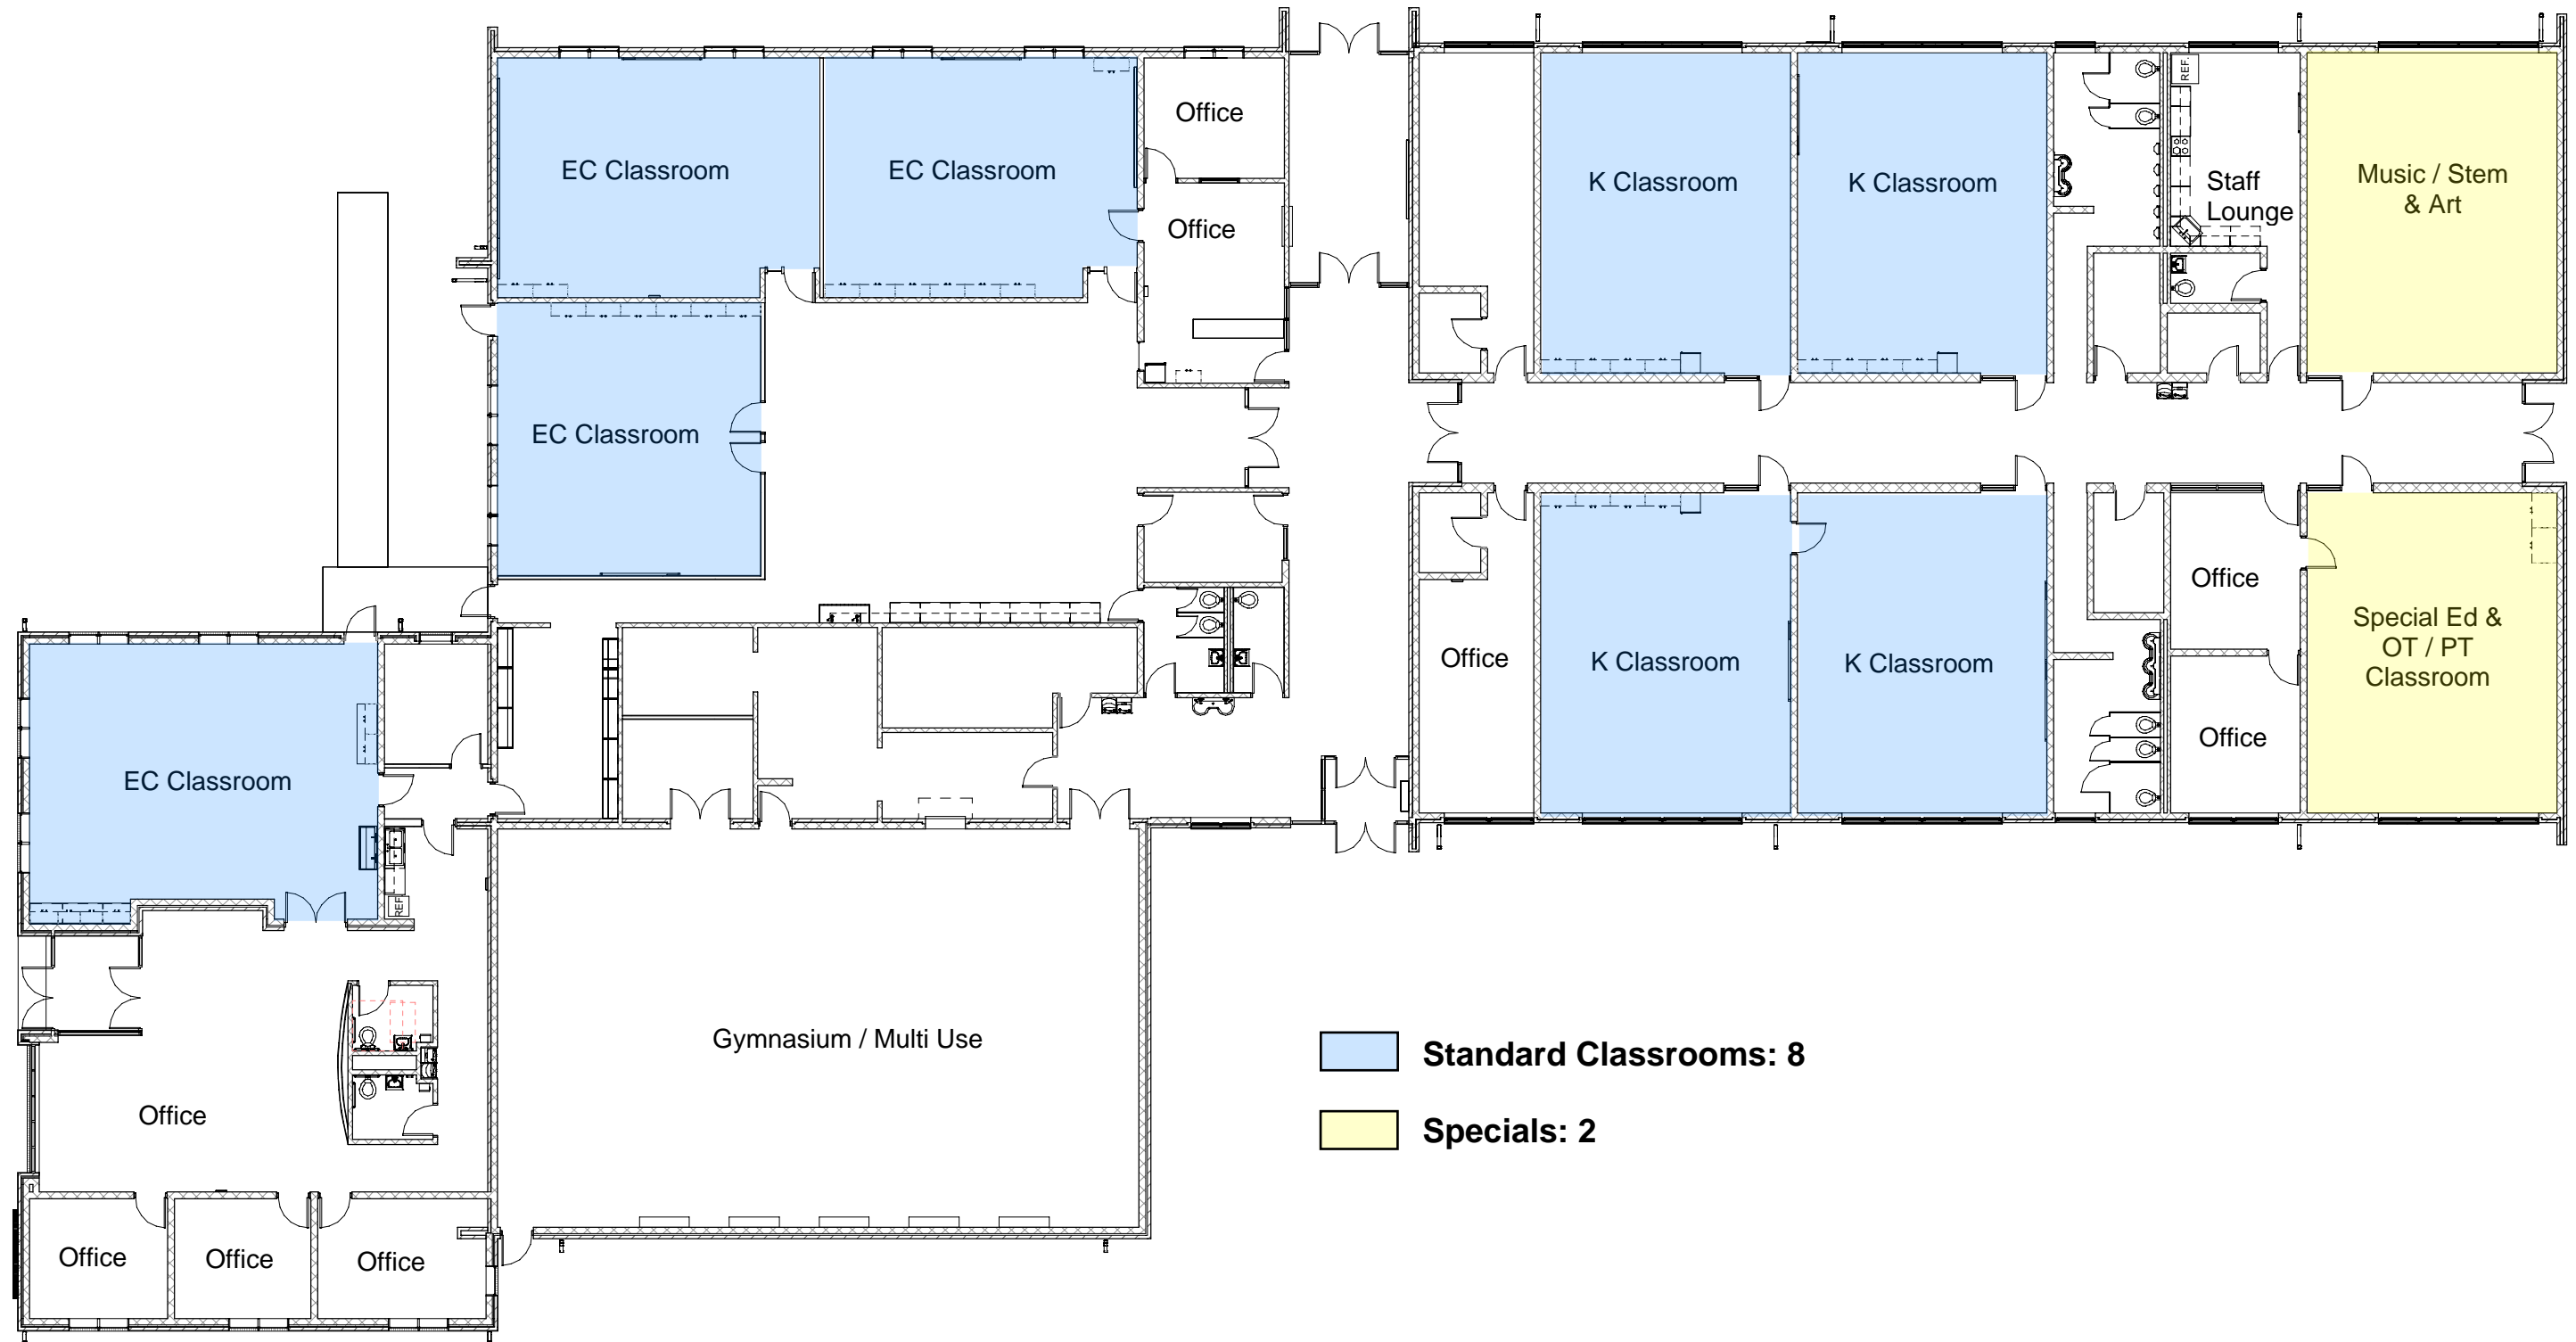 Office
REF.
EC Classroom
EC Classroom
K Classroom
K Classroom
Staff
Lounge
Music / Stem
& Art
Office
EC Classroom
Office
Special Ed &
OT / PT
Classroom
Office
K Classroom
K Classroom
Office
EC Classroom
REF.
Gymnasium / Multi Use
Standard Classrooms: 8
Office
Specials: 2
Office
Office
Office